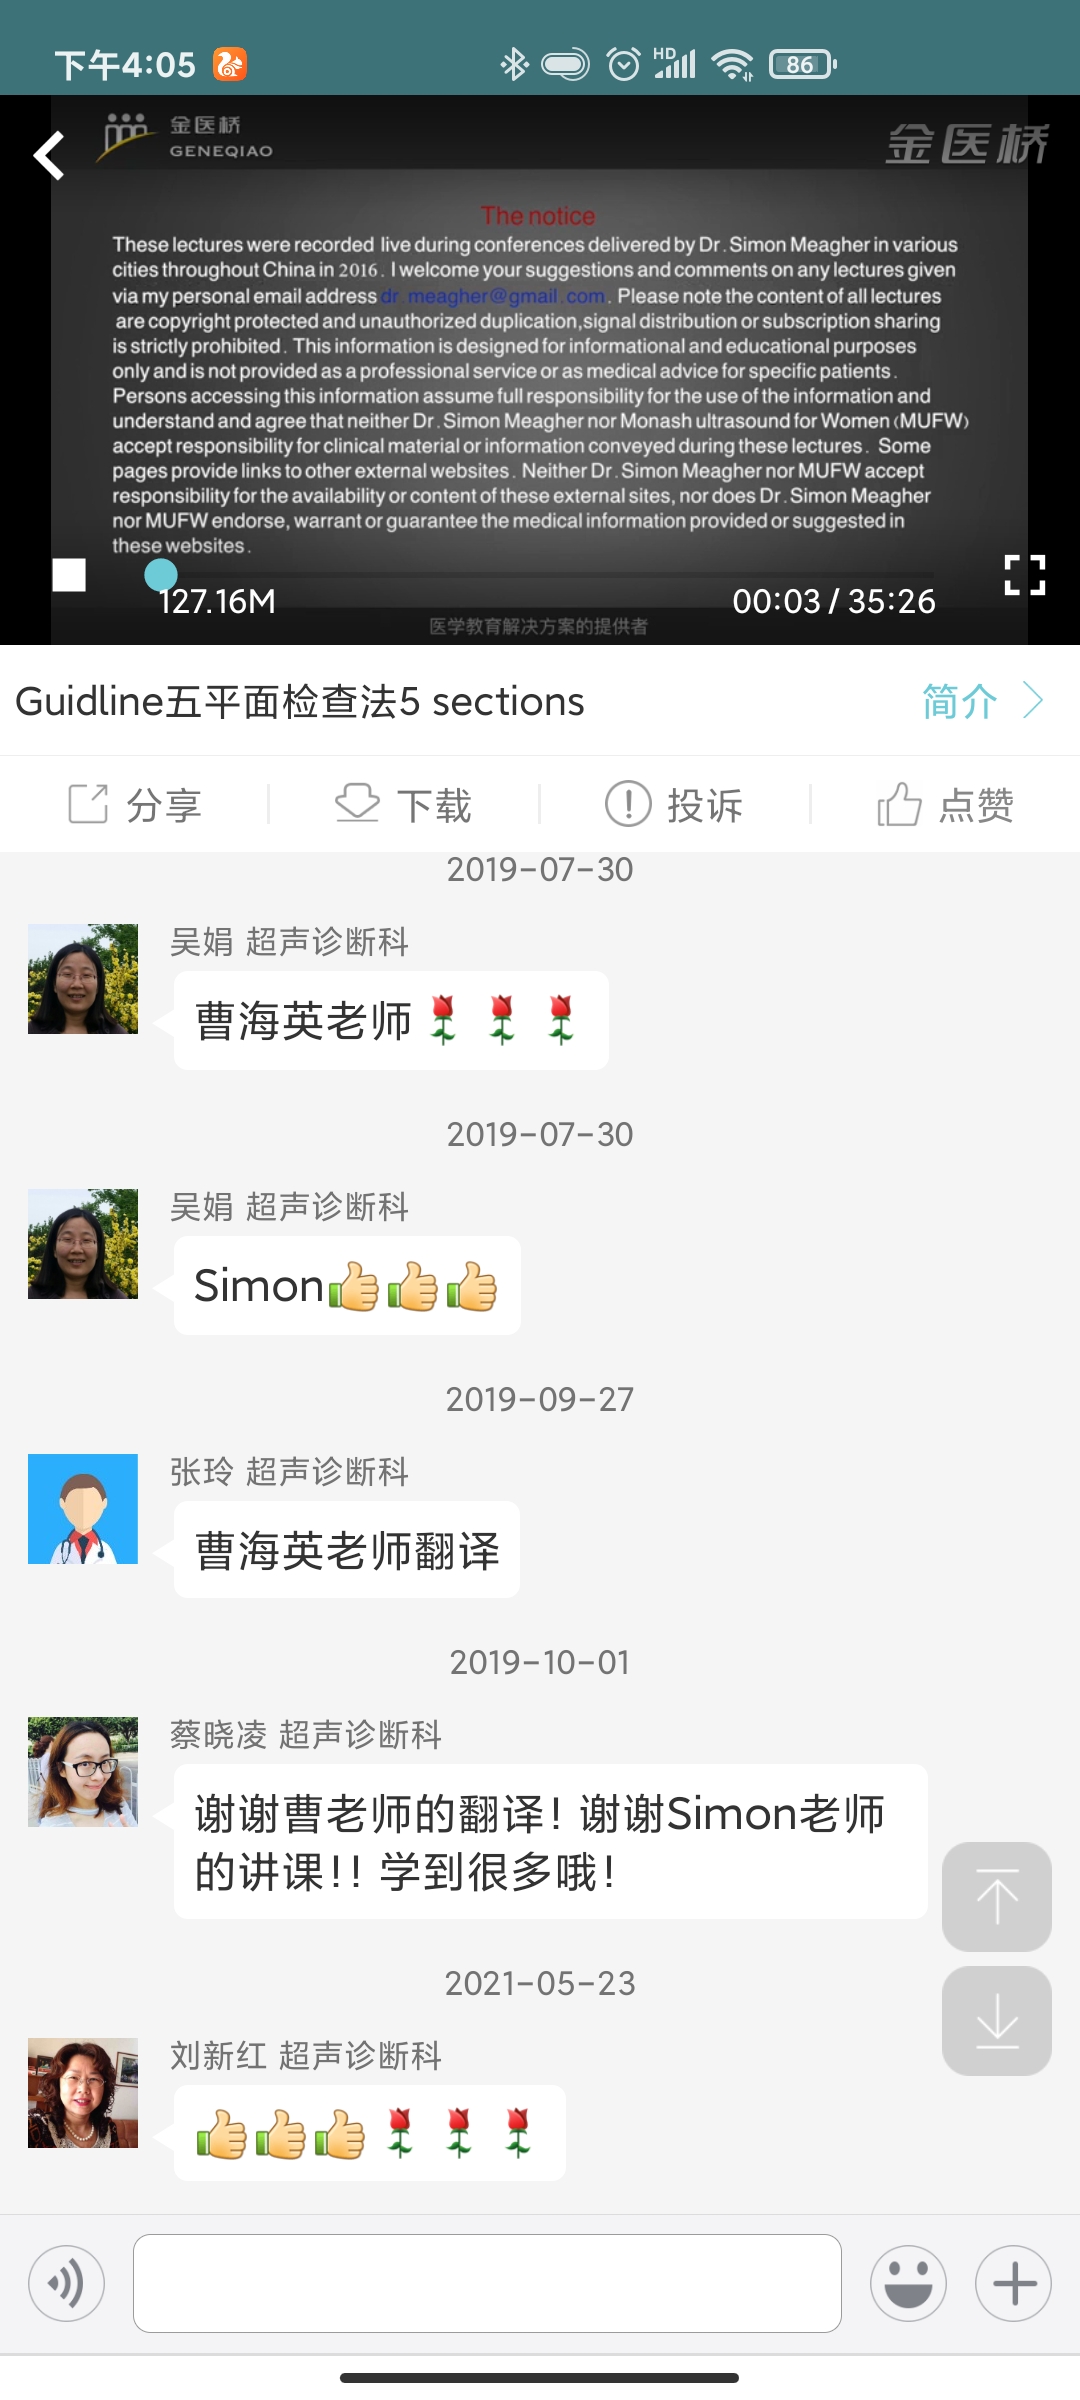 下午4:05
HD
86
金医桥
GENEQIAO
金医桥
The notice
These lectures were recorded live during conferences delivered by Dr. Simon Meagher in various
cities throughout China in 2016. I welcome your suggestions and comments on any lectures given
via my personal email address dr.meagher@gmail.com. Please note the content of all lectures
are copyright protected and unauthorized duplication,signal distribution or subscription sharing
is strictly prohibited. This information is designed for informational and educational purposes
only and is not provided as a professional service or as medical advice for specific patients.
Persons accessing this information assume full responsibility for the use of the information and
understand and agree that neither Dr. Simon Meagher nor Monash ultrasound for Women (MUFW)
accept responsibility for clinical material or information conveyed during these lectures. Some
pages provide links to other external websites. Neither Dr. Simon Meagher nor MUFW accept
responsibility for the availability or content of these external sites, nor does Dr. Simon Meagher
nor MUFW endorse, warrant or guarantee the medical information provided or suggested in
these websites.
127.16M
00:03 / 35:26
医学教育解决方案的提供者
Guidline五平面检查法5 sections
简介
分享
下载
投诉
点赞
2019-07-30
吴娟 超声诊断科
曹海英老师🌹🌹🌹
2019-07-30
吴娟 超声诊断科
Simon👍👍👍
2019-09-27
张玲 超声诊断科
曹海英老师翻译
2019-10-01
蔡晓凌 超声诊断科
谢谢曹老师的翻译！谢谢Simon老师
的讲课！！学到很多哦！
2021-05-23
刘新红 超声诊断科
👍👍👍🌹🌹🌹